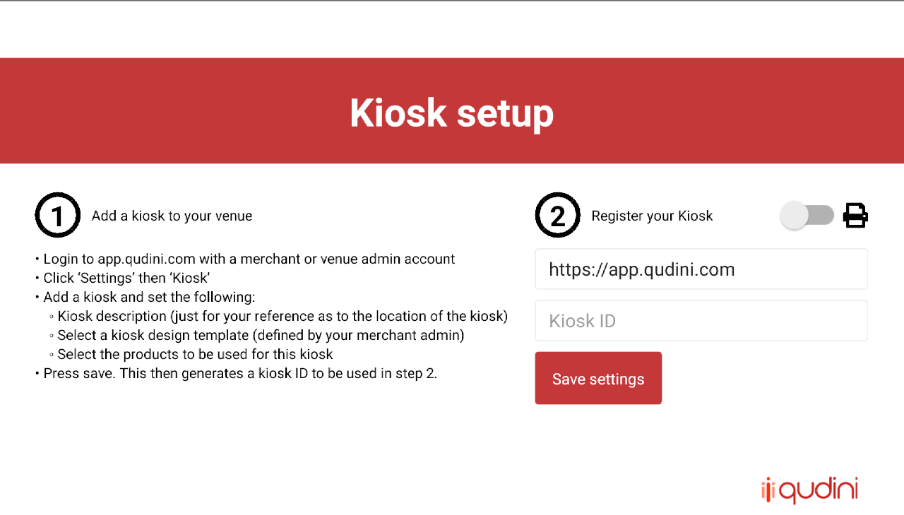 Kiosk setup
1 Add a kiosk to your venue
• Login to app.qudini.com with a merchant or venue admin account
• Click ‘Settings’ then ‘Kiosk’
• Add a kiosk and set the following:
◦ Kiosk description (just for your reference as to the location of the kiosk)
◦ Select a kiosk design template (defined by your merchant admin)
◦ Select the products to be used for this kiosk
• Press save. This then generates a kiosk ID to be used in step 2.
2 Register your Kiosk
https://app.qudini.com
Kiosk ID
Save settings
qudini